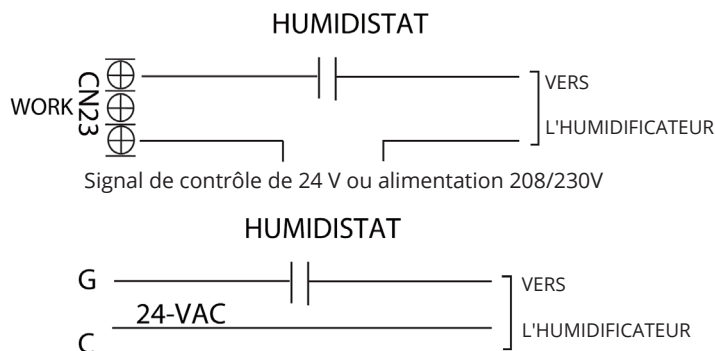 HUMIDISTAT
WORK
CN23
VERS
L'HUMIDIFICATEUR
Signal de contrôle de 24 V ou alimentation 208/230V
HUMIDISTAT
G
VERS
24-VAC
L'HUMIDIFICATEUR
C